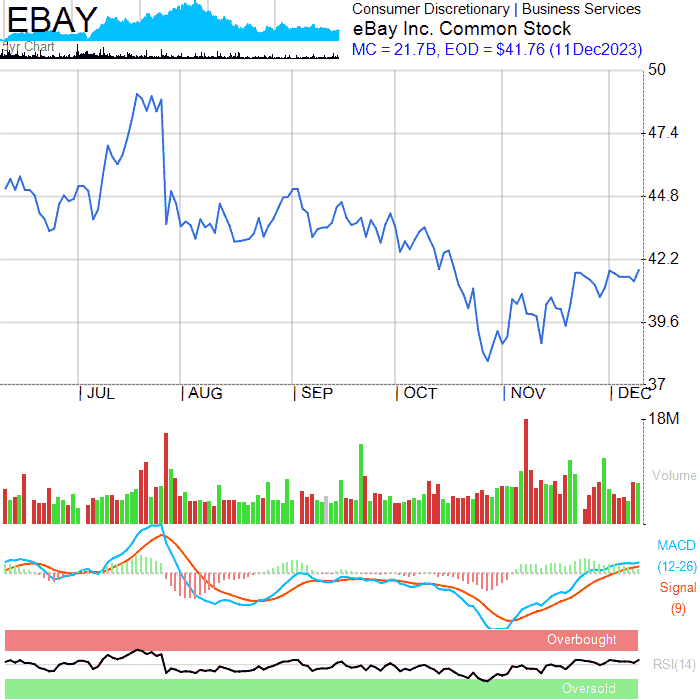 EBAY
5yr Chart
Consumer Discretionary | Business Services
eBay Inc. Common Stock
MC = 21.7B, EOD = $41.76 (11Dec2023)
50
47.4
44.8
42.2
39.6
37
| JUL | AUG | SEP | OCT | NOV | DEC
18M
Volume
MACD
(12-26)
Signal
(9)
Overbought
RSI(14)
Oversold